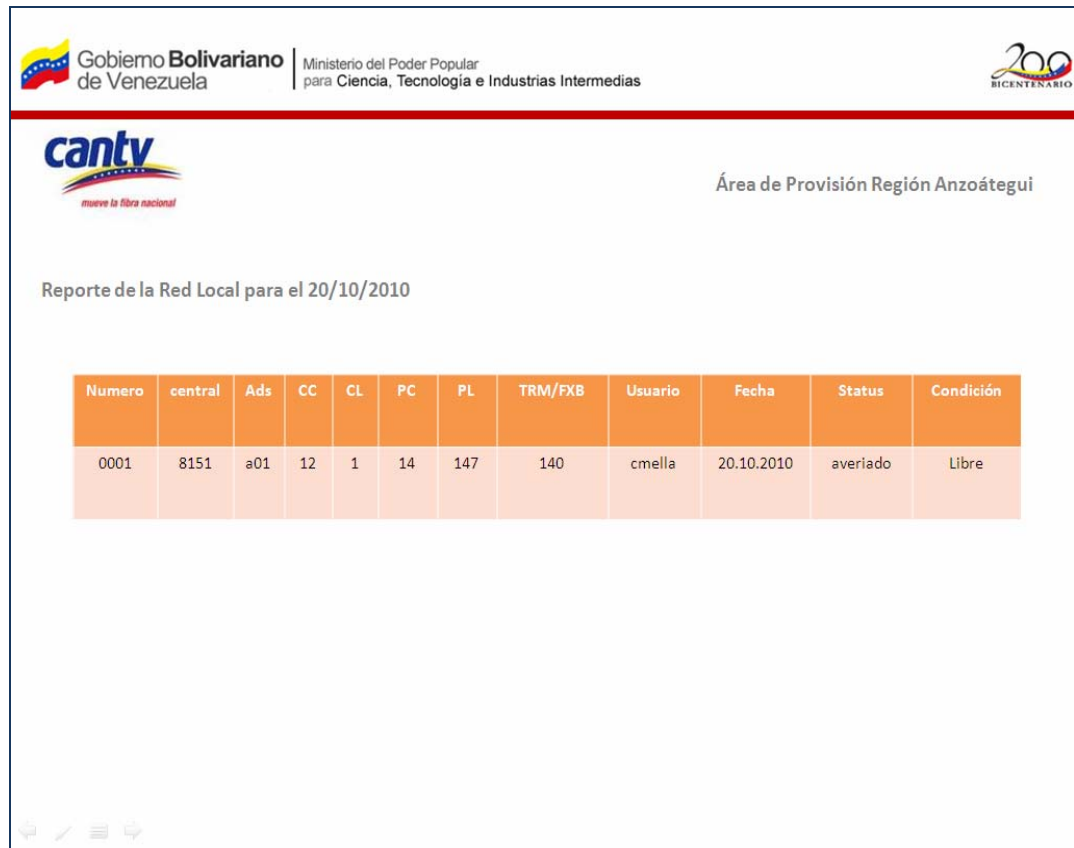 Gobierno Bolivariano
de Venezuela
Ministerio del Poder Popular
para Ciencia, Tecnología e Industrias Intermedias
200
BICENTENARIO
cantv
mueve la fibra nacional
Área de Provisión Región Anzoátegui
Reporte de la Red Local para el 20/10/2010
Numero central Ads CC CL PC PL TRM/FXB Usuario Fecha Status Condición
0001 8151 a01 12 1 14 147 140 cmella 20.10.2010 averiado Libre